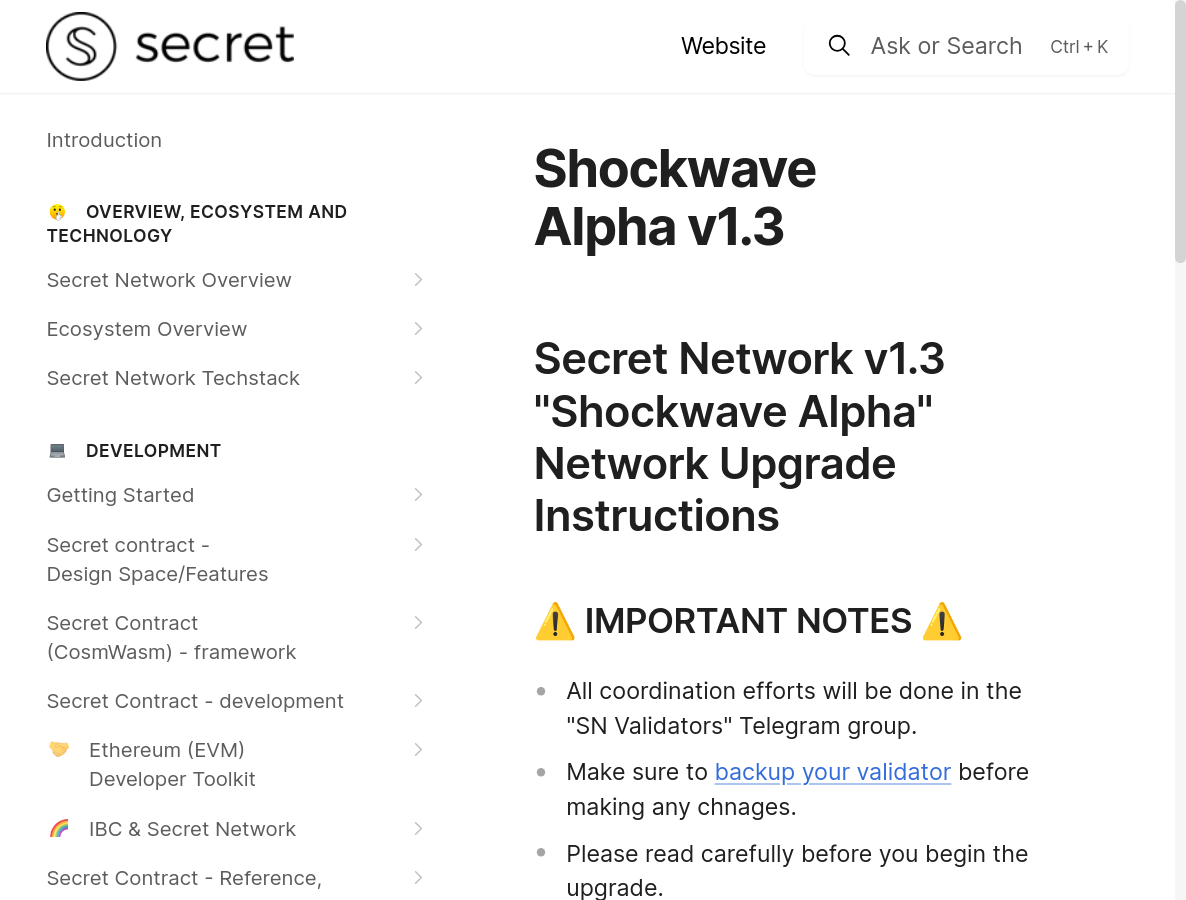 secret
Website
Ask or Search
Ctrl + K
Introduction
OVERVIEW, ECOSYSTEM AND
TECHNOLOGY
Secret Network Overview
Ecosystem Overview
Secret Network Techstack
DEVELOPMENT
Getting Started
Secret contract -
Design Space/Features
Secret Contract
(CosmWasm) - framework
Secret Contract - development
Ethereum (EVM)
Developer Toolkit
IBC & Secret Network
Secret Contract - Reference,
Shockwave
Alpha v1.3
Secret Network v1.3
"Shockwave Alpha"
Network Upgrade
Instructions
⚠️ IMPORTANT NOTES ⚠️
All coordination efforts will be done in the
"SN Validators" Telegram group.
Make sure to backup your validator before
making any chnages.
Please read carefully before you begin the
upgrade.